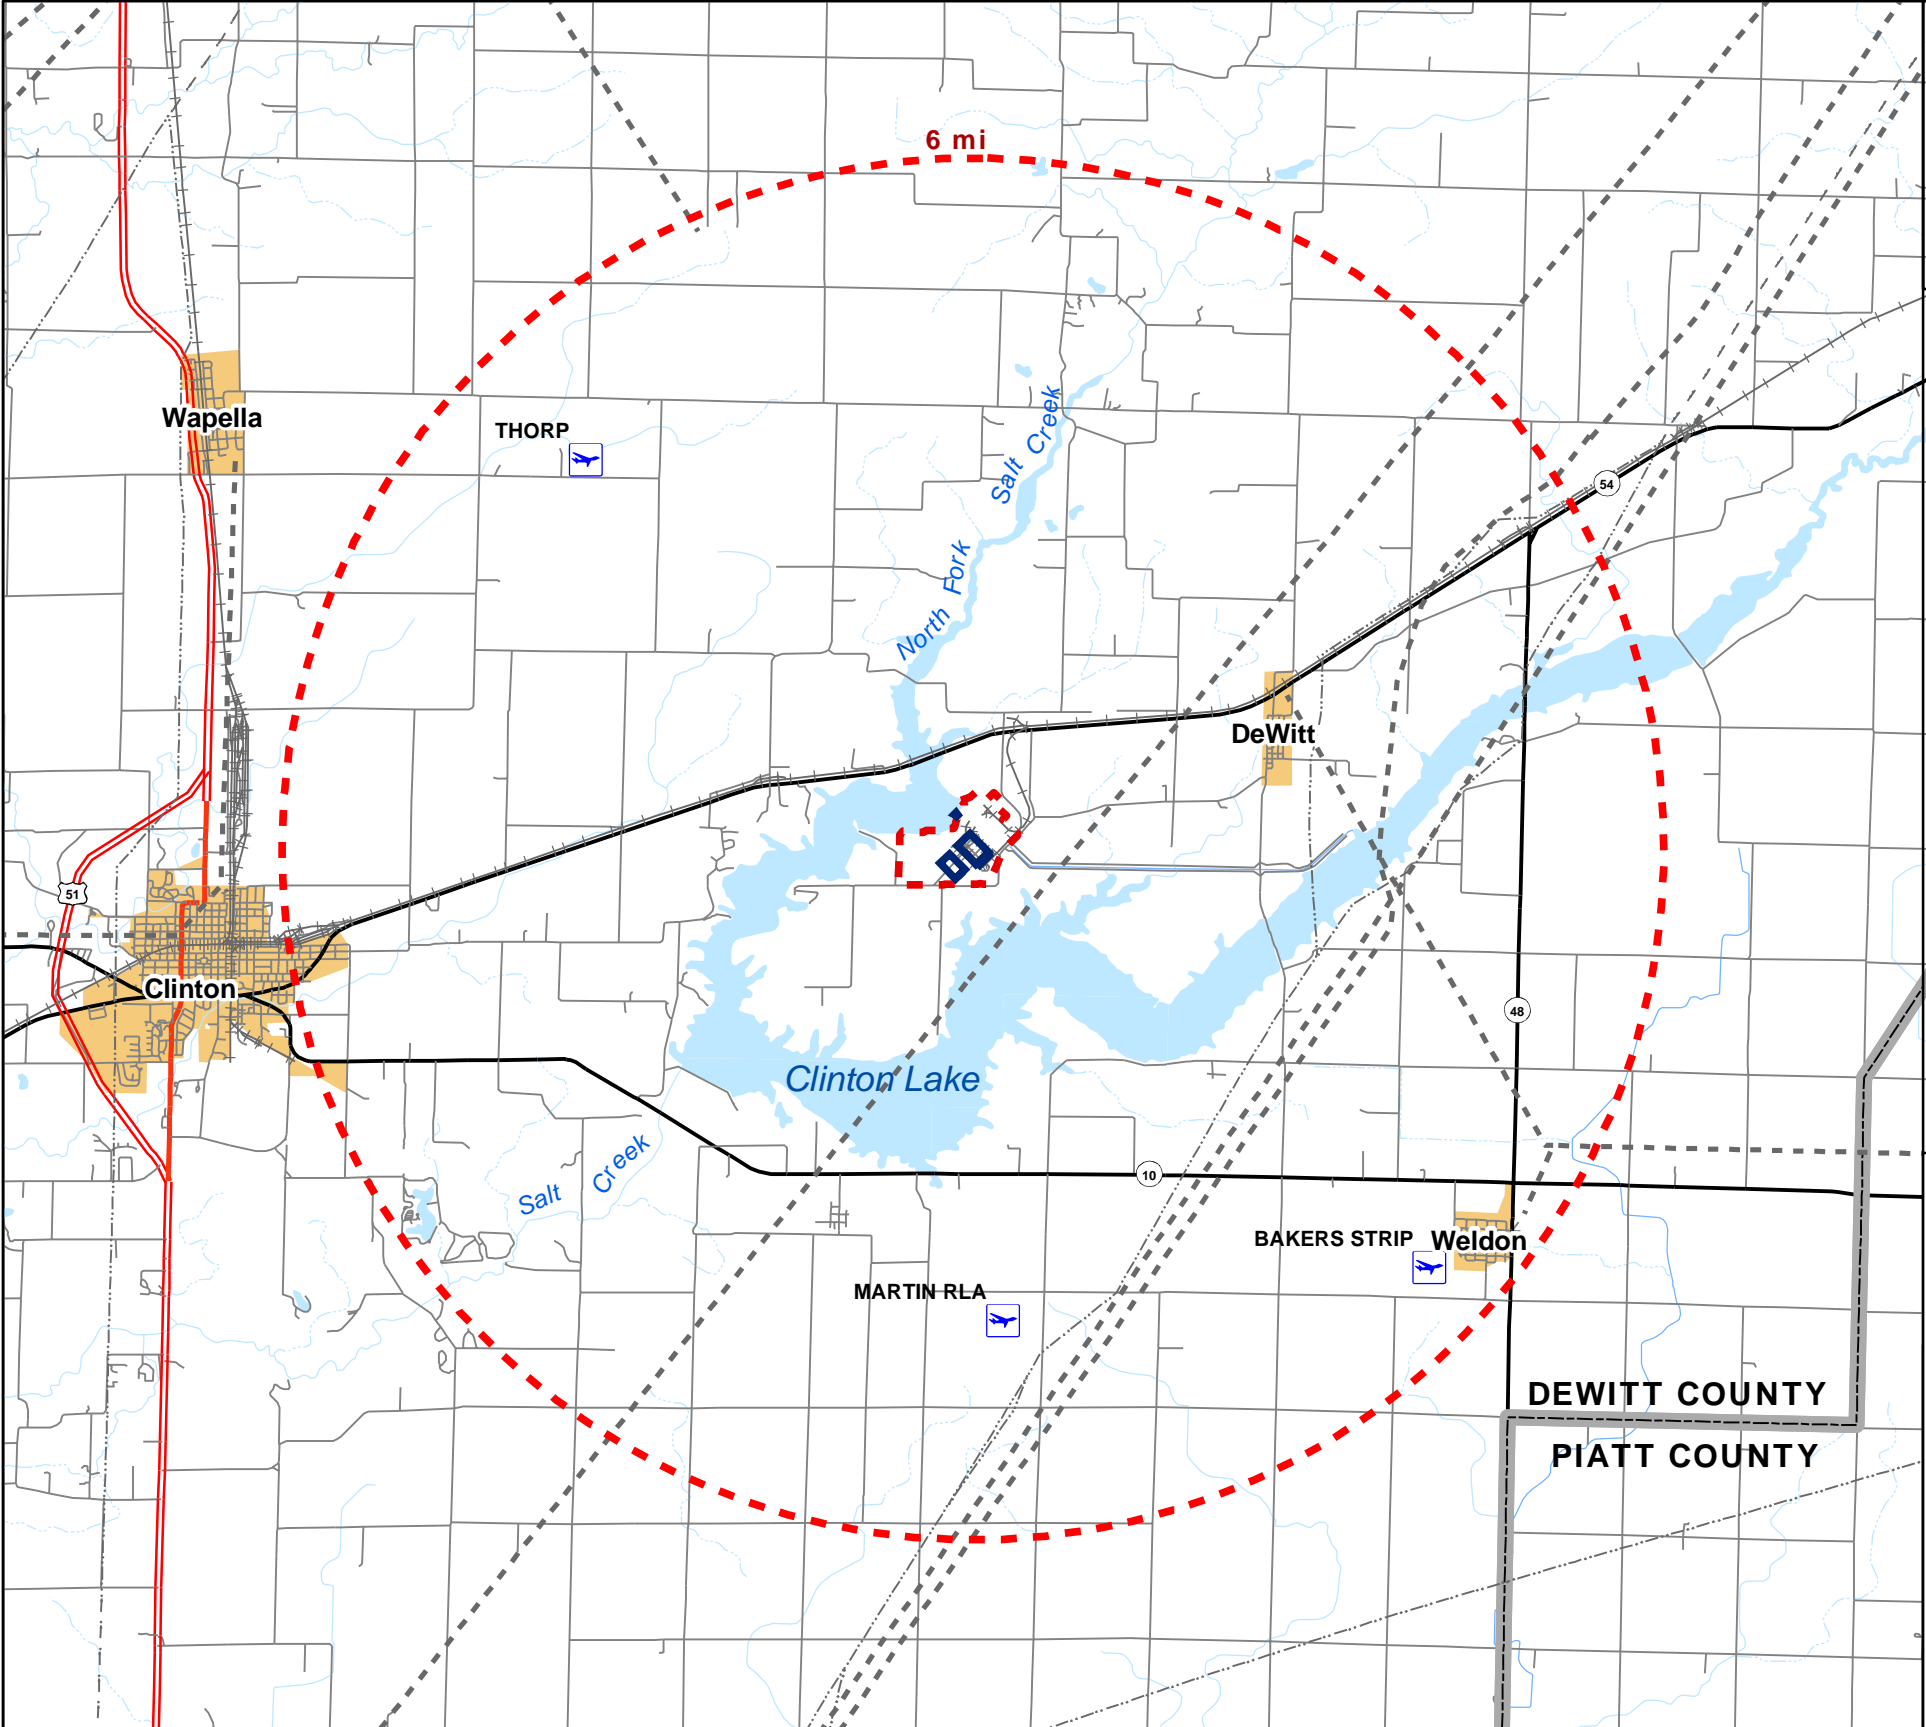 6 mi
Wapella
THORP
Salt Creek
North Fork
54
DeWitt
51
Clinton
48
Clinton Lake
Salt Creek
10
BAKERS STRIP
Weldon
MARTIN RLA
DEWITT COUNTY
PIATT COUNTY